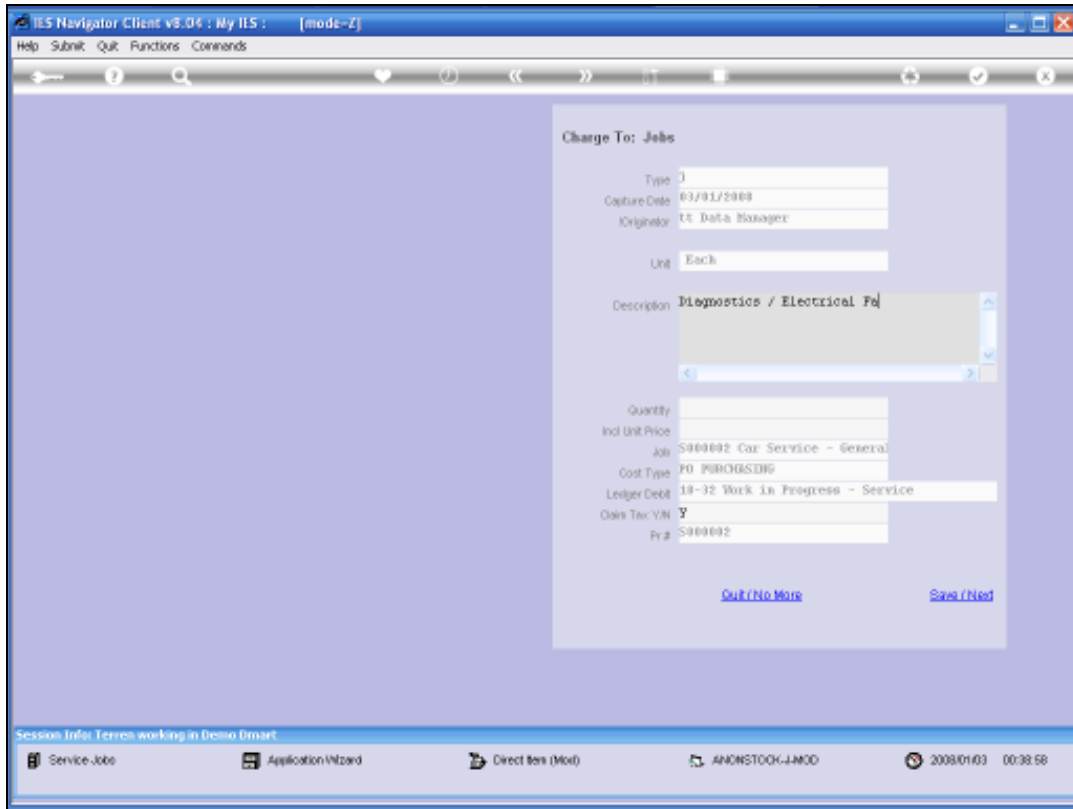 IES Navigator Client v8.04 : My IES : [mode=Z]
Help Submit Quit Functions Commands
Charge To: Jobs
Type J
Capture Date 03/01/2008
!Originator tt Data Manager
Unit Each
Description Diagnostics / Electrical Fa
Quantity
Incl Unit Price
Job S000002 Car Service - General
Cost Type PO PURCHASING
Ledger Debit 18-32 Work in Progress - Service
Claim Tax Y/N Y
Pr # S000002
Quit / No More Save / Next
Session Info: Terren working in Demo Dmart
Service Jobs Application Wizard Direct Item (Mod) ANONSTOCK-J-MOD 2008/01/03 00:38:58